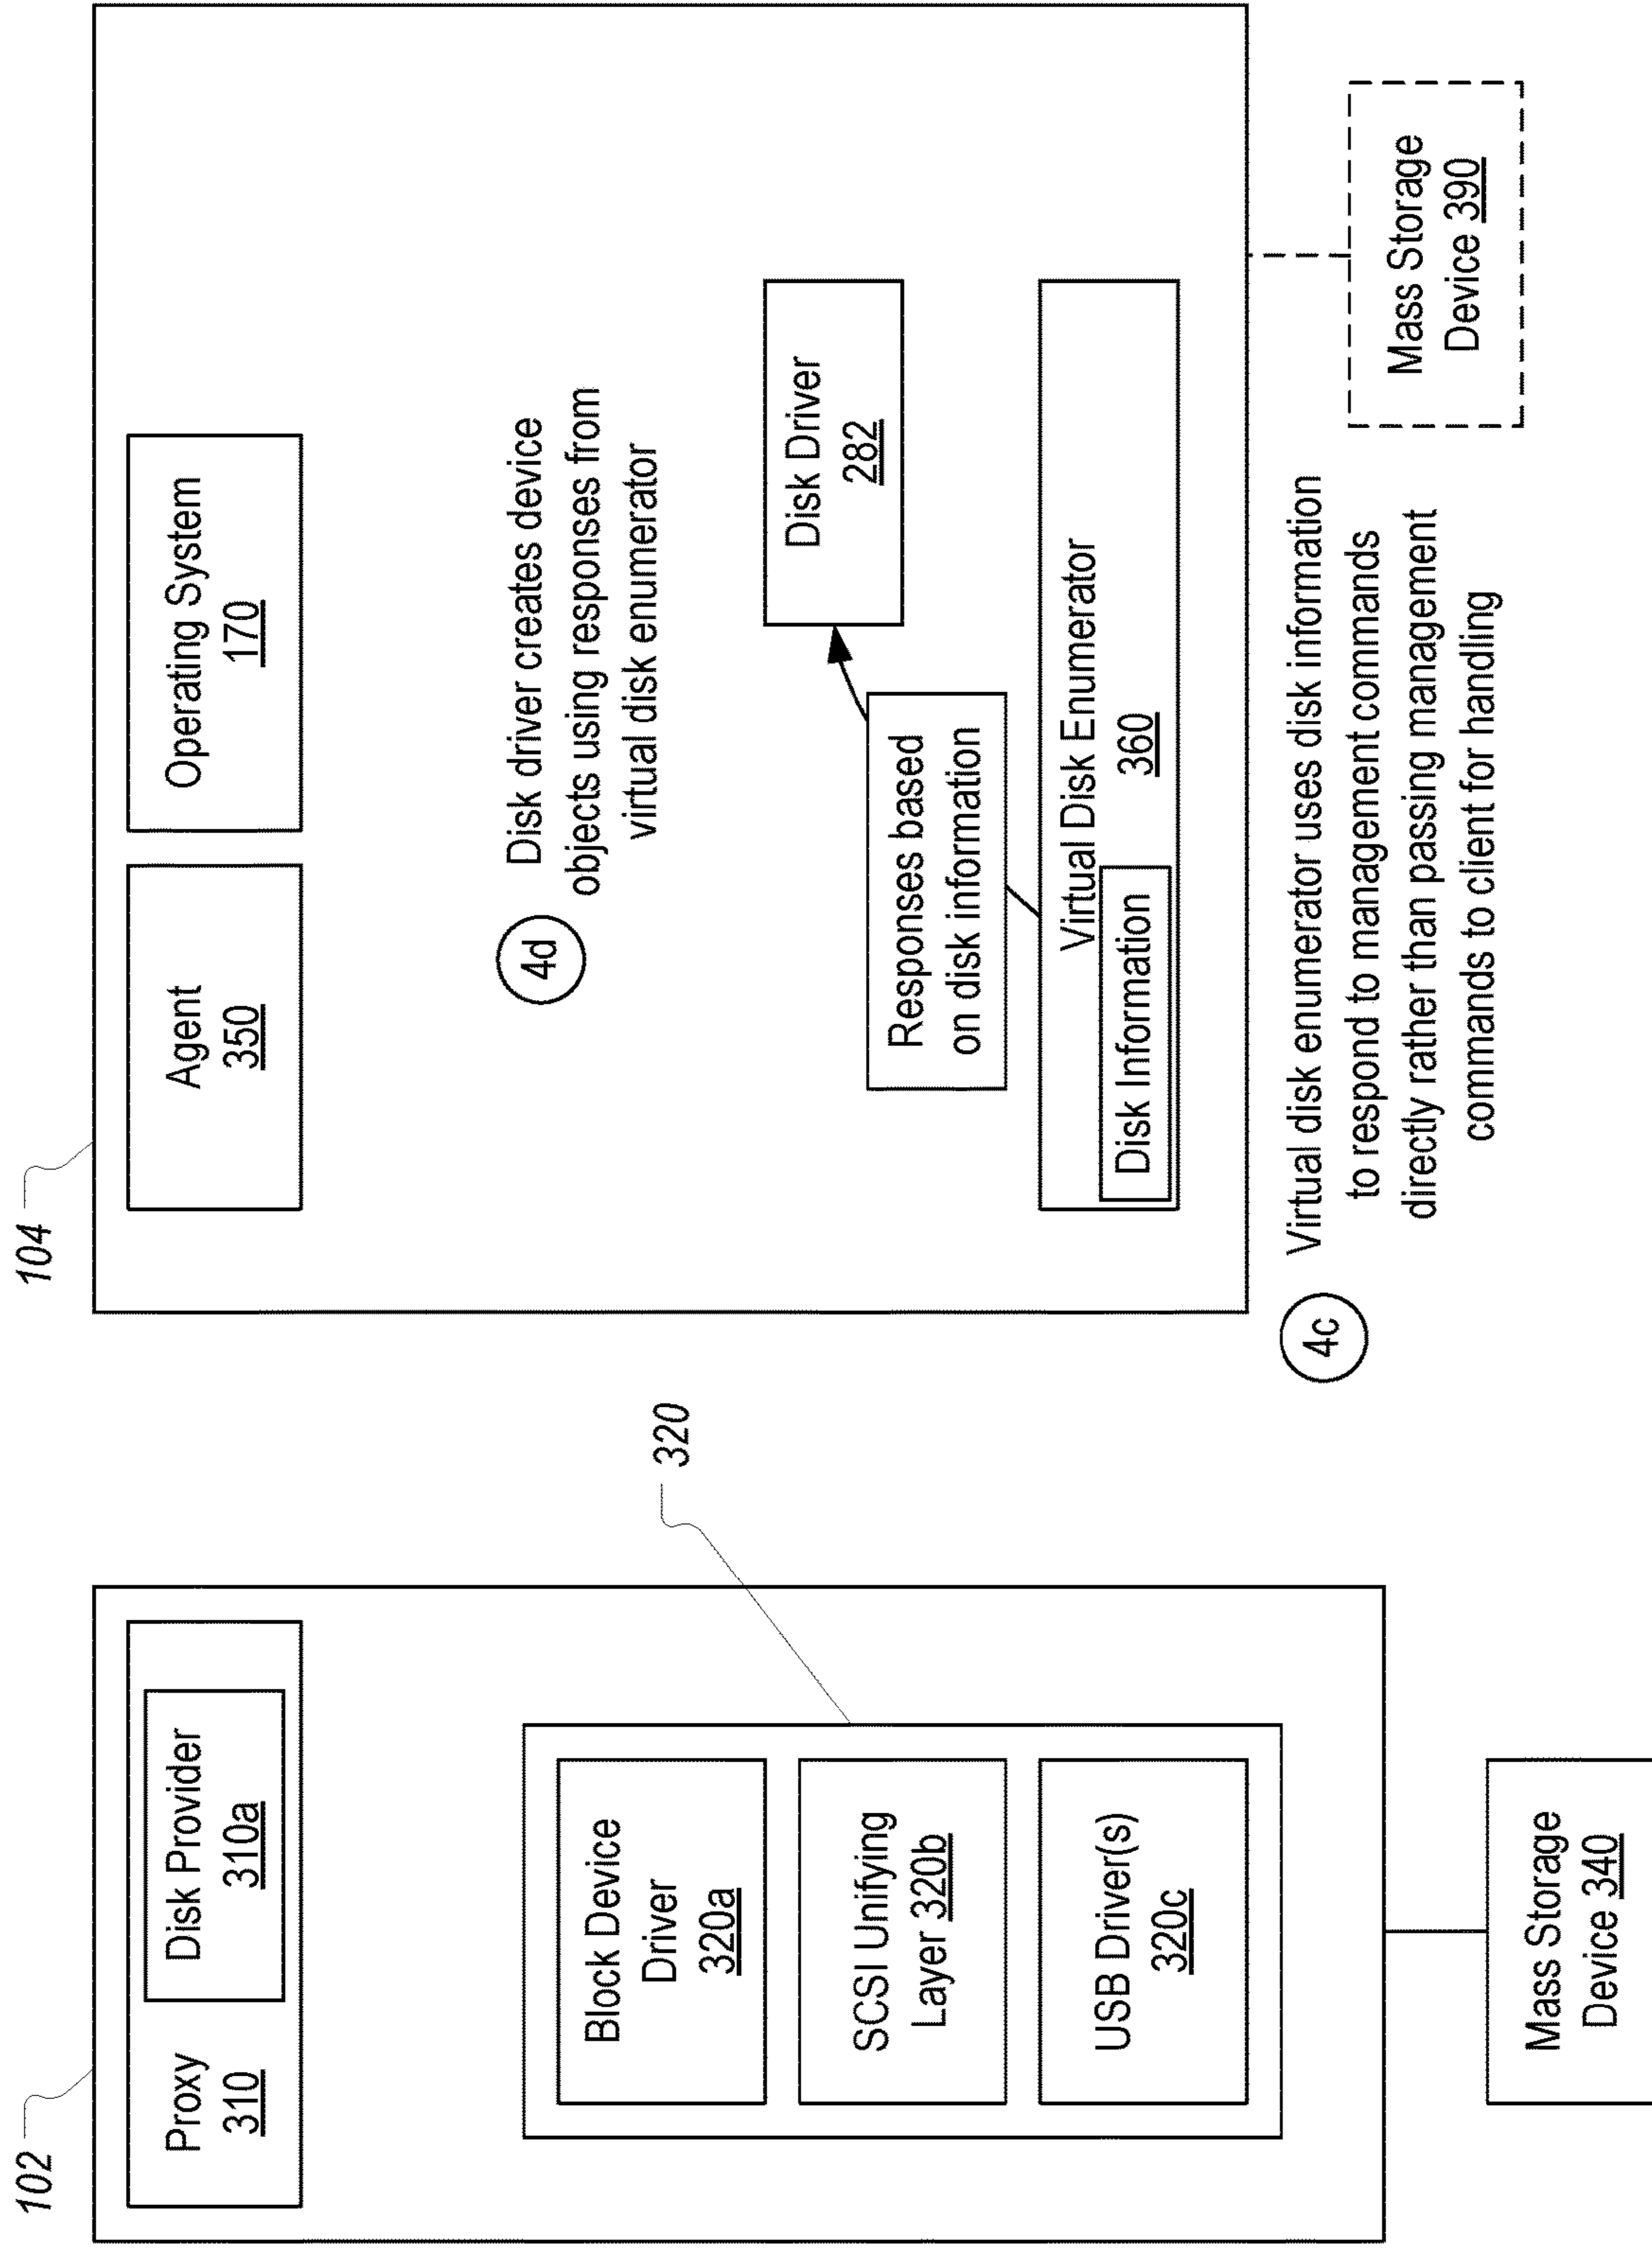 102
Proxy
310
Disk Provider
310a
320
Block Device
Driver
320a
SCSI Unifying
Layer 320b
USB Driver(s)
320c
Mass Storage
Device 340
104
Agent
350
Operating System
170
4d
Disk driver creates device
objects using responses from
virtual disk enumerator
Disk Driver
282
Responses based
on disk information
Virtual Disk Enumerator
360
Disk Information
4c
Virtual disk enumerator uses disk information
to respond to management commands
directly rather than passing management
commands to client for handling
Mass Storage
Device 390